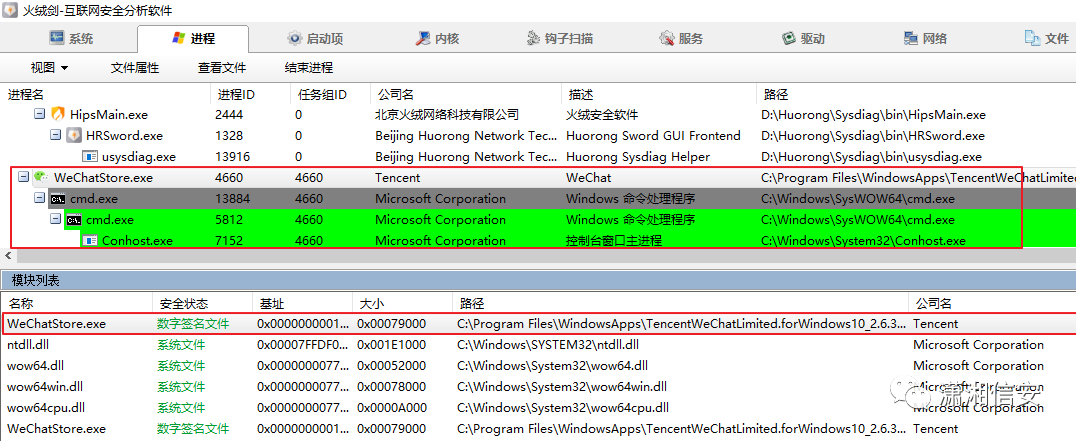 火绒剑-互联网安全分析软件
系统 进程 启动项 内核 钩子扫描 服务 驱动 网络 文件
视图 文件属性 查看文件 结束进程
进程名 进程ID 任务组ID 公司名 描述 路径
HipsMain.exe 2444 0 北京火绒网络科技有限公司 火绒安全软件 D:\Huorong\Sysdiag\bin\HipsMain.exe
HRSword.exe 1328 0 Beijing Huorong Network Tec... Huorong Sword GUI Frontend D:\Huorong\Sysdiag\bin\HRSword.exe
usysdiag.exe 13916 0 Beijing Huorong Network Tec... Huorong Sysdiag Helper D:\Huorong\Sysdiag\bin\usysdiag.exe
WeChatStore.exe 4660 4660 Tencent WeChat C:\Program Files\WindowsApps\TencentWeChatLimited
cmd.exe 13884 4660 Microsoft Corporation Windows 命令处理程序 C:\Windows\SysWOW64\cmd.exe
cmd.exe 5812 4660 Microsoft Corporation Windows 命令处理程序 C:\Windows\SysWOW64\cmd.exe
Conhost.exe 7152 4660 Microsoft Corporation 控制台窗口主进程 C:\Windows\System32\Conhost.exe
模块列表
名称 安全状态 基址 大小 路径 公司名
WeChatStore.exe 数字签名文件 0x0000000001... 0x00079000 C:\Program Files\WindowsApps\TencentWeChatLimited.forWindows10_2.6.3... Tencent
ntdll.dll 系统文件 0x00007FFDF0... 0x001E1000 C:\Windows\SYSTEM32\ntdll.dll Microsoft Corporation
wow64.dll 系统文件 0x0000000077... 0x00052000 C:\Windows\System32\wow64.dll Microsoft Corporation
wow64win.dll 系统文件 0x0000000077... 0x00078000 C:\Windows\System32\wow64win.dll Microsoft Corporation
wow64cpu.dll 系统文件 0x0000000077... 0x0000A000 C:\Windows\System32\wow64cpu.dll Microsoft Corporation
WeChatStore.exe 数字签名文件 0x0000000001... 0x00079000 C:\Program Files\WindowsApps\TencentWeChatLimited.forWindows10_2.6.3... Tencent
潇湘信安